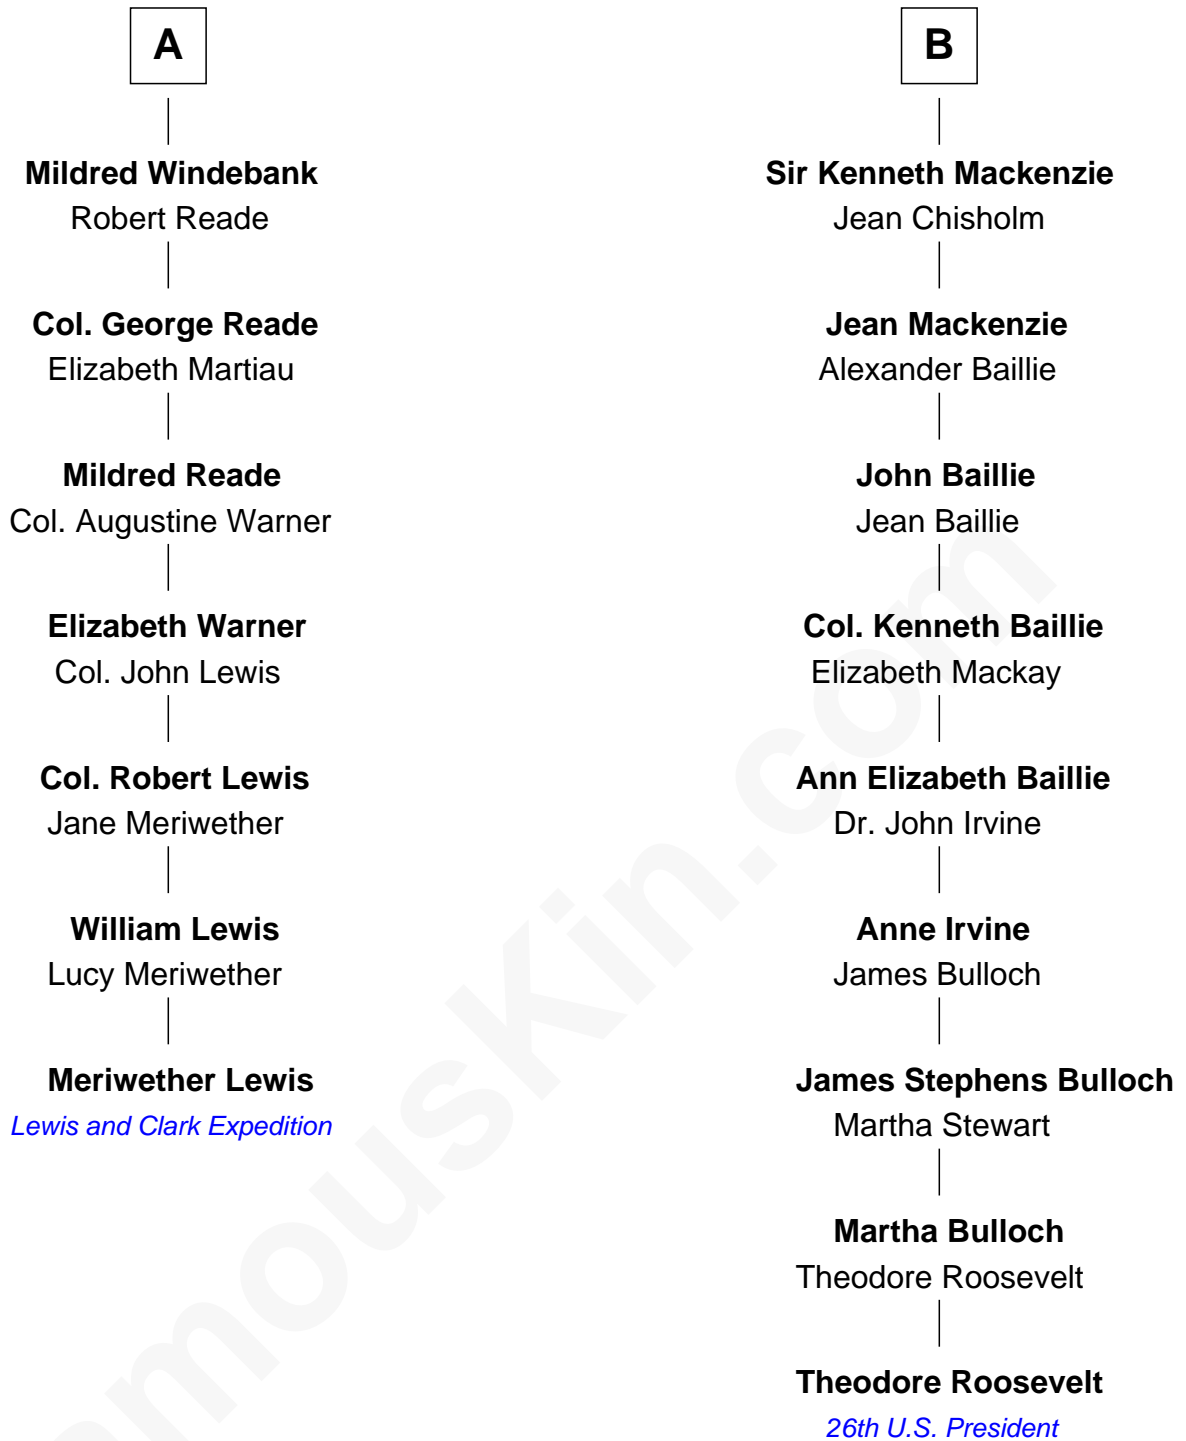 A
Mildred Windebank
Robert Reade
Col. George Reade
Elizabeth Martiau
Mildred Reade
Col. Augustine Warner
Elizabeth Warner
Col. John Lewis
Col. Robert Lewis
Jane Meriwether
William Lewis
Lucy Meriwether
Meriwether Lewis
Lewis and Clark Expedition
B
Sir Kenneth Mackenzie
Jean Chisholm
Jean Mackenzie
Alexander Baillie
John Baillie
Jean Baillie
Col. Kenneth Baillie
Elizabeth Mackay
Ann Elizabeth Baillie
Dr. John Irvine
Anne Irvine
James Bulloch
James Stephens Bulloch
Martha Stewart
Martha Bulloch
Theodore Roosevelt
Theodore Roosevelt
26th U.S. President
amouskin.com